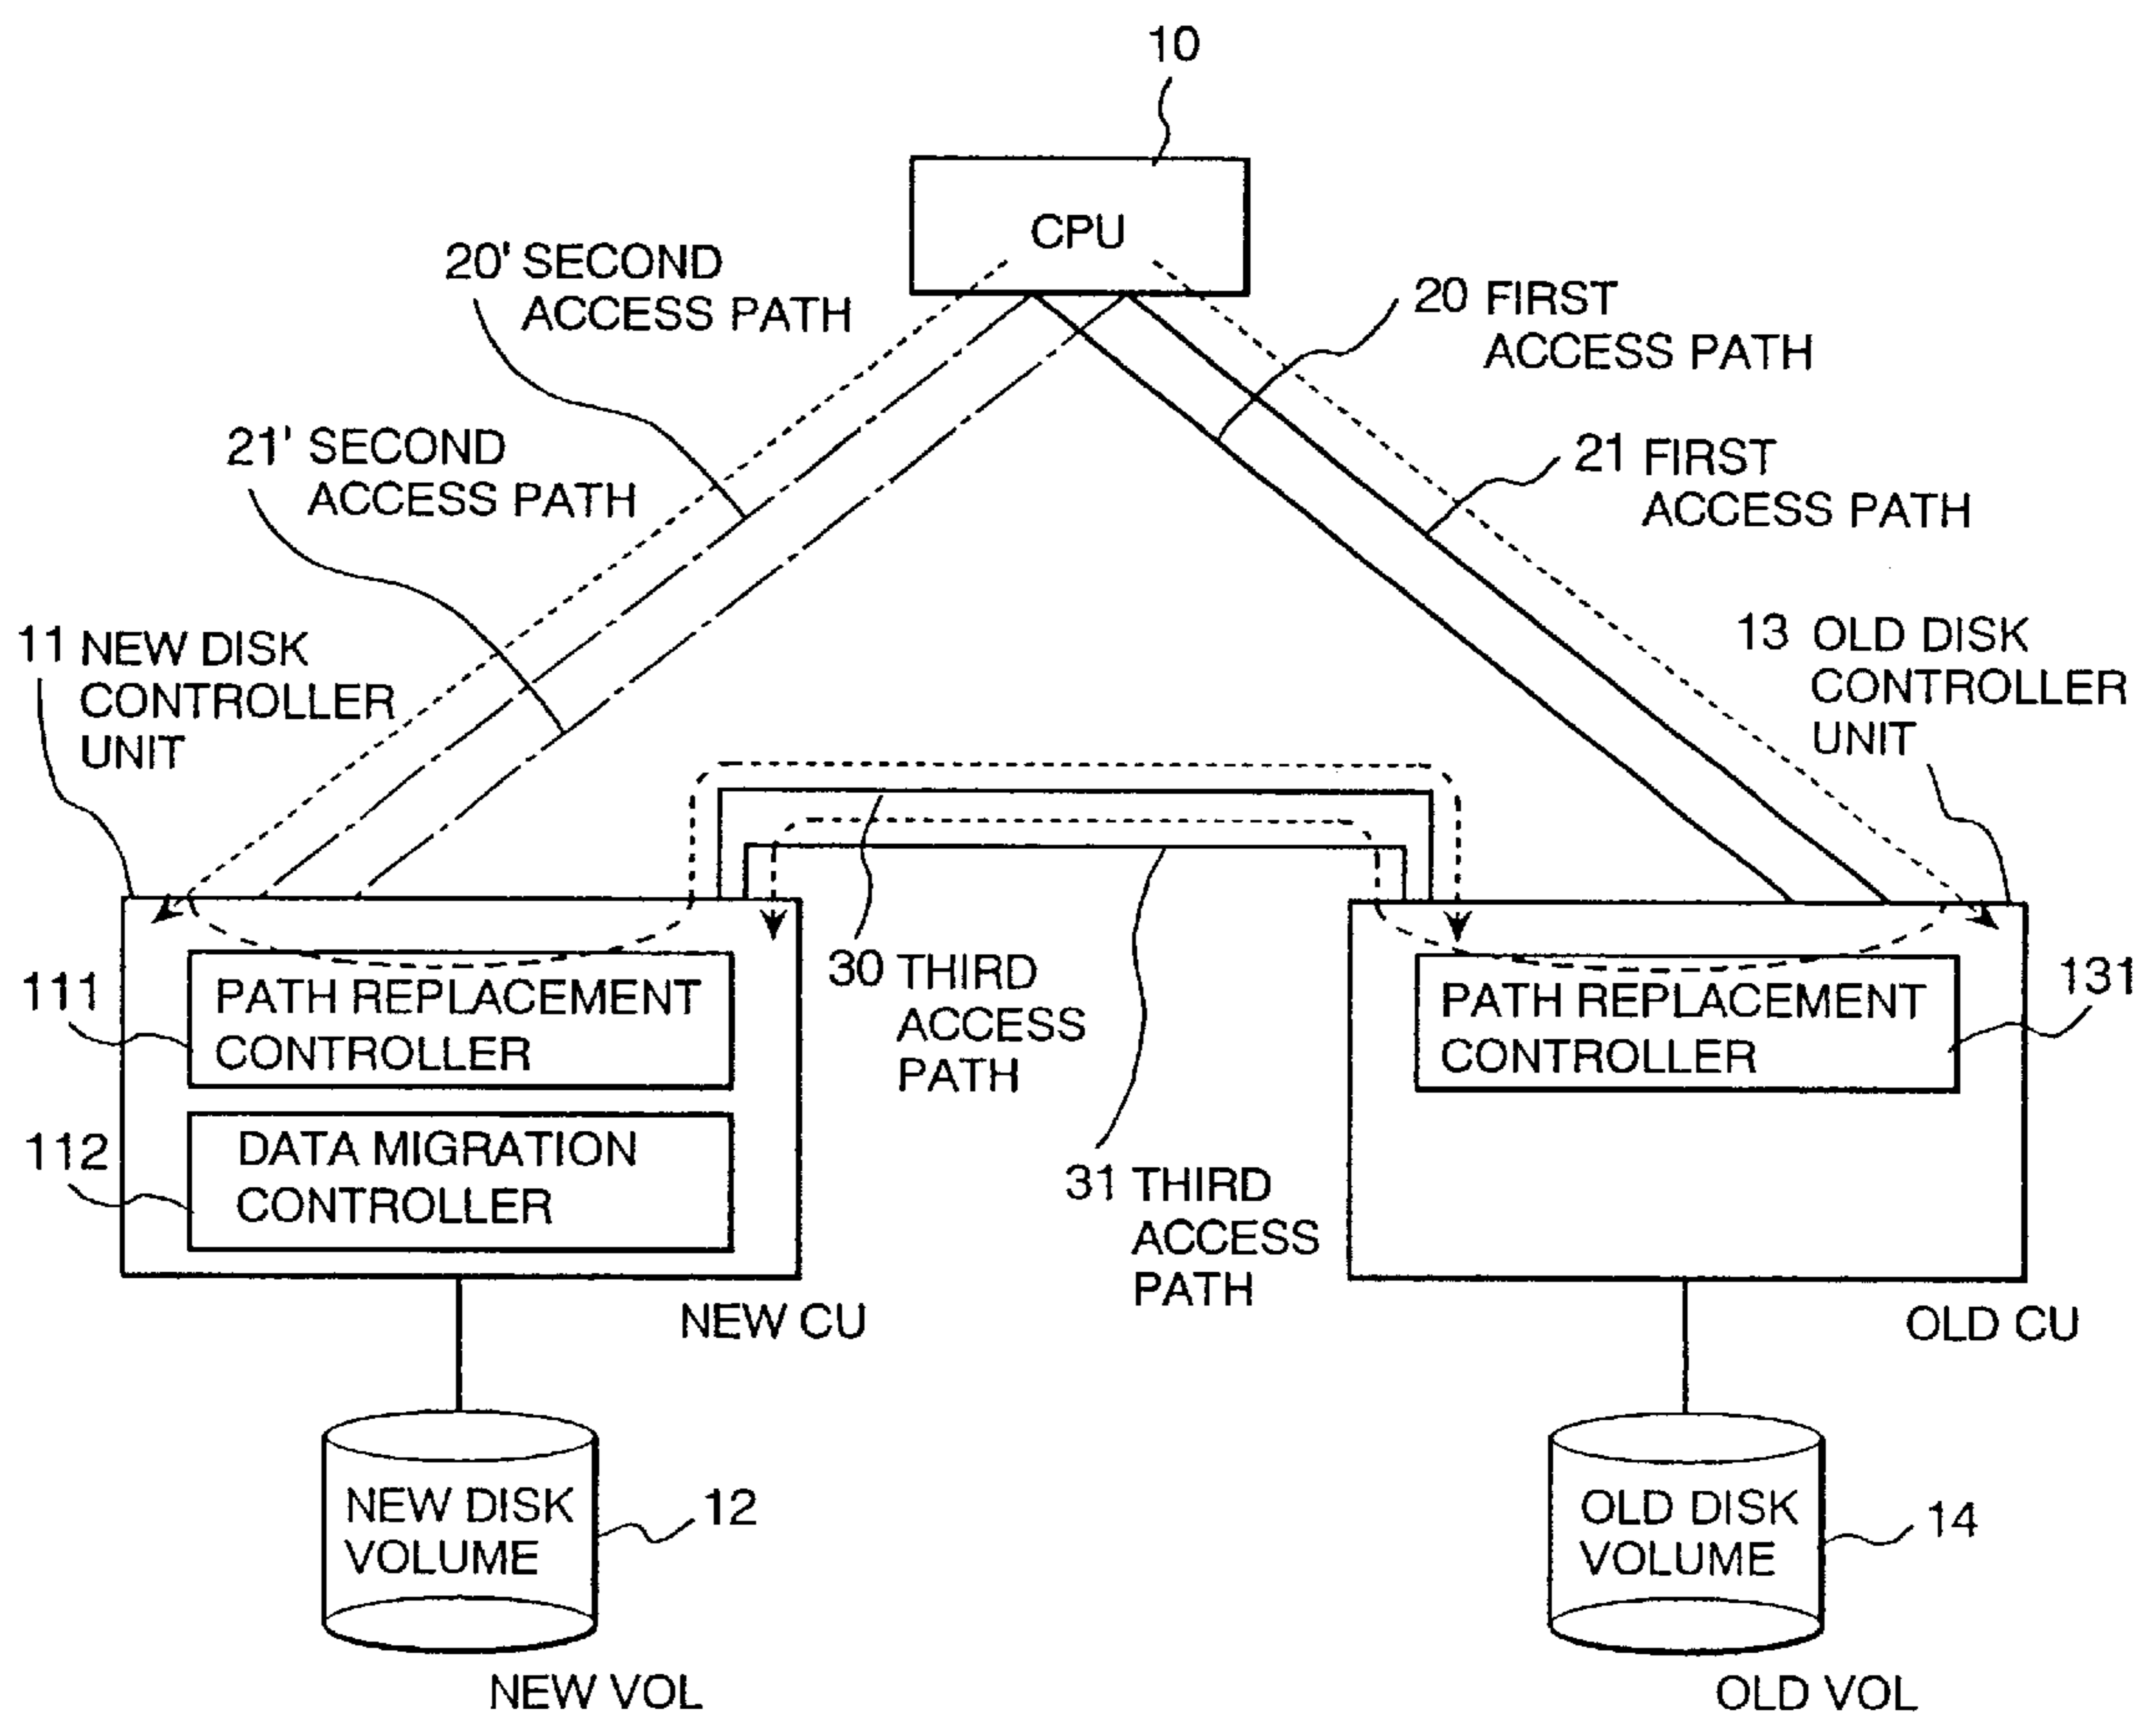 10
CPU
20' SECOND
ACCESS PATH
20 FIRST
ACCESS PATH
21' SECOND
ACCESS PATH
21 FIRST
ACCESS PATH
11 NEW DISK
CONTROLLER
UNIT
13 OLD DISK
CONTROLLER
UNIT
111
PATH REPLACEMENT
CONTROLLER
30 THIRD
ACCESS
PATH
PATH REPLACEMENT
CONTROLLER
131
112
DATA MIGRATION
CONTROLLER
31 THIRD
ACCESS
PATH
NEW CU
OLD CU
NEW DISK
VOLUME
12
OLD DISK
VOLUME
14
NEW VOL
OLD VOL